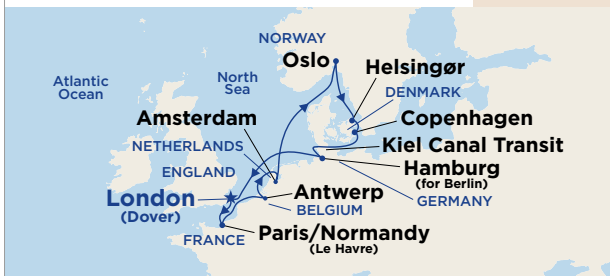 NORWAY
Oslo
Helsingør
Atlantic
Ocean
North
Sea
DENMARK
Amsterdam
Copenhagen
NETHERLANDS
Kiel Canal Transit
ENGLAND
Hamburg
(for Berlin)
London
(Dover)
Antwerp
GERMANY
BELGIUM
FRANCE
Paris/Normandy
(Le Havre)